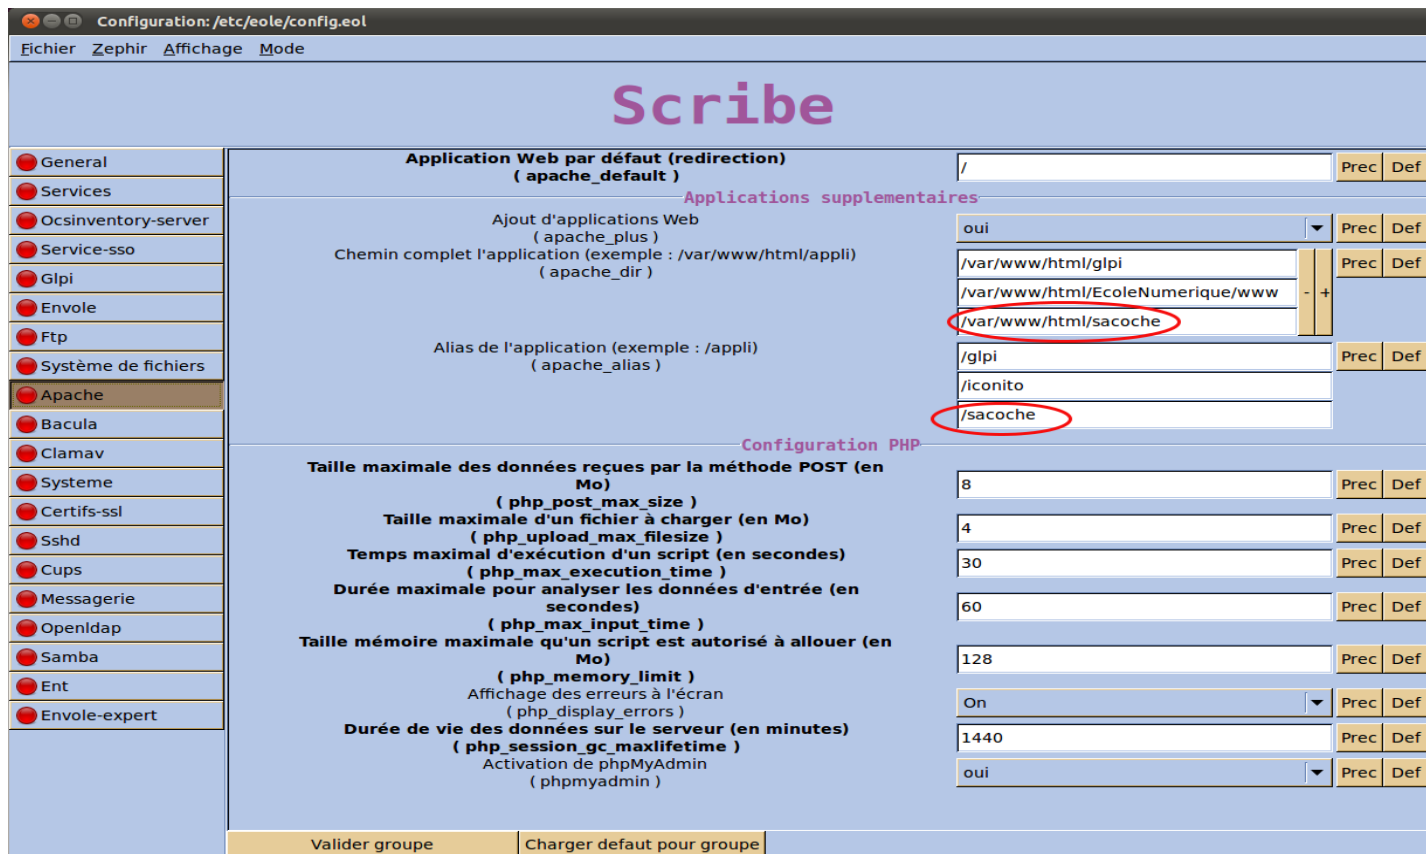 Configuration: /etc/eole/config.eol
Fichier Zephir Affichage Mode
Scribe
General
Services
Ocsinventory-server
Service-sso
Glpi
Envole
Ftp
Système de fichiers
Apache
Bacula
Clamav
Systeme
Certifs-ssl
Sshd
Cups
Messagerie
Openldap
Samba
Ent
Envole-expert
Application Web par défaut (redirection)
( apache_default )
/ Prec Def
Applications supplementaires
Ajout d'applications Web
( apache_plus )
oui Prec Def
Chemin complet l'application (exemple : /var/www/html/appli)
( apache_dir )
/var/www/html/glpi - + Prec Def
/var/www/html/EcoleNumerique/www
/var/www/html/sacoche
Alias de l'application (exemple : /appli)
( apache_alias )
/glpi Prec Def
/iconito
/sacoche
Configuration PHP
Taille maximale des données reçues par la méthode POST (en
Mo)
( php_post_max_size )
8 Prec Def
Taille maximale d'un fichier à charger (en Mo)
( php_upload_max_filesize )
4 Prec Def
Temps maximal d'exécution d'un script (en secondes)
( php_max_execution_time )
30 Prec Def
Durée maximale pour analyser les données d'entrée (en
secondes)
( php_max_input_time )
60 Prec Def
Taille mémoire maximale qu'un script est autorisé à allouer (en
Mo)
( php_memory_limit )
128 Prec Def
Affichage des erreurs à l'écran
( php_display_errors )
On Prec Def
Durée de vie des données sur le serveur (en minutes)
( php_session_gc_maxlifetime )
1440 Prec Def
Activation de phpMyAdmin
( phpmyadmin )
oui Prec Def
Valider groupe Charger defaut pour groupe